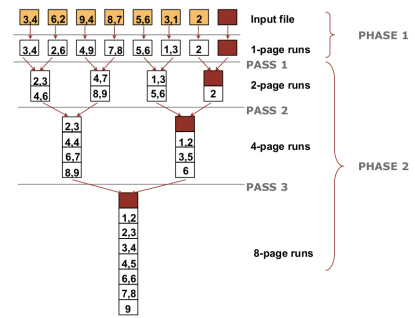 3,4 6,2 9,4 8,7 5,6 3,1 2 Input file
PHASE 1
3,4 2,6 4,9 7,8 5,6 1,3 2 1-page runs
PASS 1
2,3 4,7 1,3
4,6 8,9 5,6 2
2-page runs
PASS 2
2,3
4,4 1,2
6,7 3,5
8,9 6
4-page runs
PHASE 2
PASS 3
1,2
2,3
3,4
4,5
8-page runs
6,6
7,8
9